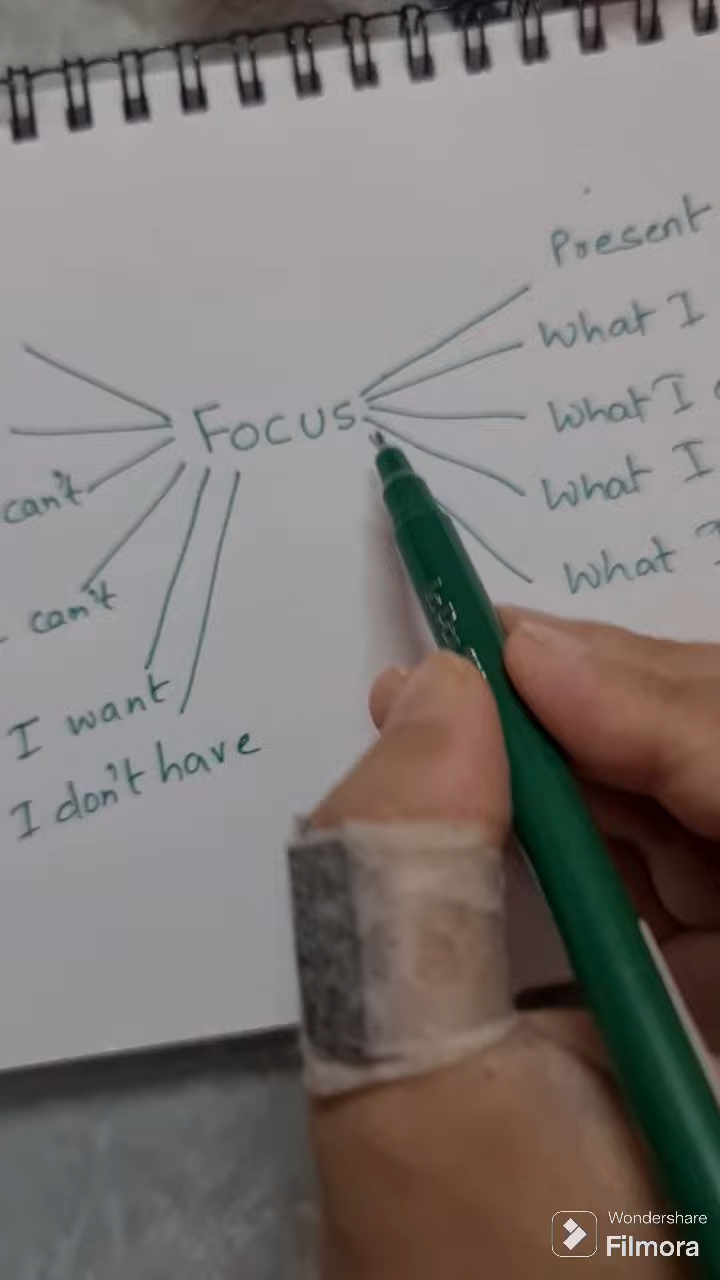 Present
What I
What I
Focus
What I
can't
What
can't
I want
I don't have
Wondershare
Filmora